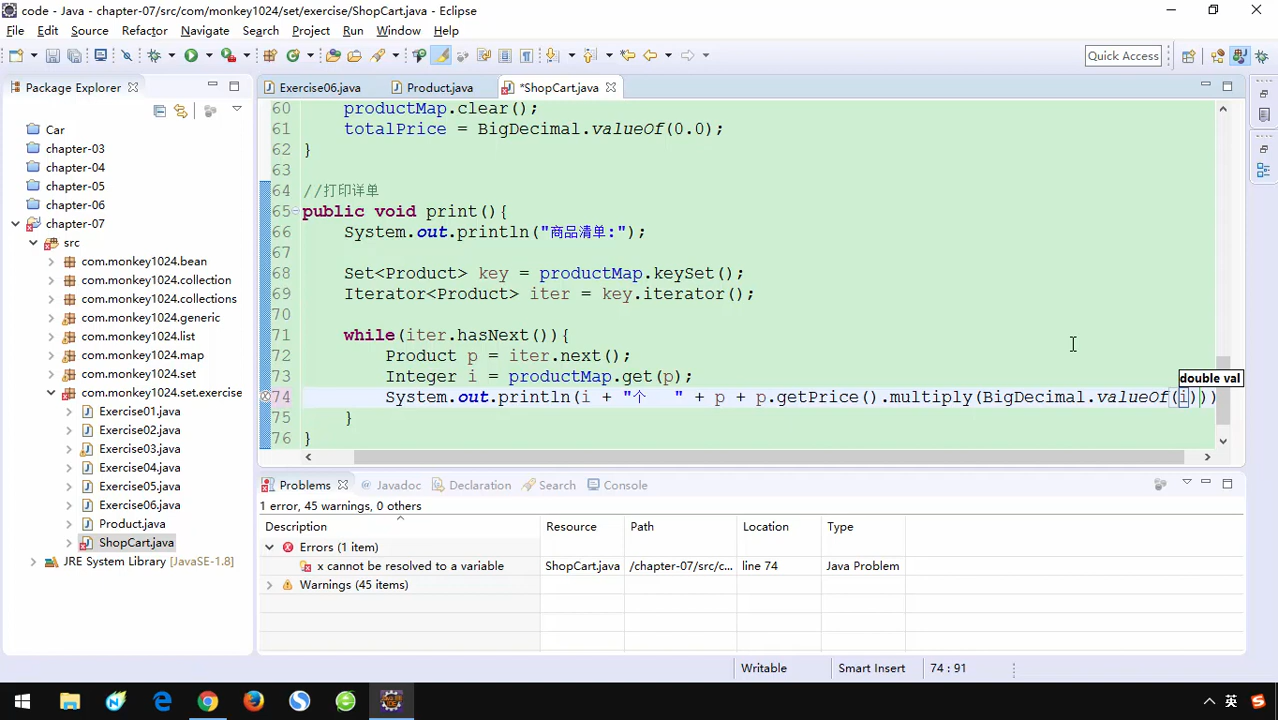 code - Java - chapter-07/src/com/monkey1024/set/exercise/ShopCart.java - Eclipse
File Edit Source Refactor Navigate Search Project Run Window Help
Quick Access
Package Explorer
Exercise06.java Product.java *ShopCart.java
Car
chapter-03
chapter-04
chapter-05
chapter-06
chapter-07
src
com.monkey1024.bean
com.monkey1024.collection
com.monkey1024.collections
com.monkey1024.generic
com.monkey1024.list
com.monkey1024.map
com.monkey1024.set
com.monkey1024.set.exercise
Exercise01.java
Exercise02.java
Exercise03.java
Exercise04.java
Exercise05.java
Exercise06.java
Product.java
ShopCart.java
JRE System Library [JavaSE-1.8]
60 productMap.clear();
61 totalPrice = BigDecimal.valueOf(0.0);
62 }
63
64 //打印详单
65 public void print(){
66 System.out.println("商品清单:");
67
68 Set<Product> key = productMap.keySet();
69 Iterator<Product> iter = key.iterator();
70
71 while(iter.hasNext()){
72 Product p = iter.next();
73 Integer i = productMap.get(p);
double val
74 System.out.println(i + "个   " + p + p.getPrice().multiply(BigDecimal.valueOf(i)))
75 }
76 }
Problems Javadoc Declaration Search Console
1 error, 45 warnings, 0 others
Description Resource Path Location Type
Errors (1 item)
x cannot be resolved to a variable ShopCart.java /chapter-07/src/c... line 74 Java Problem
Warnings (45 items)
Writable Smart Insert 74 : 91
英